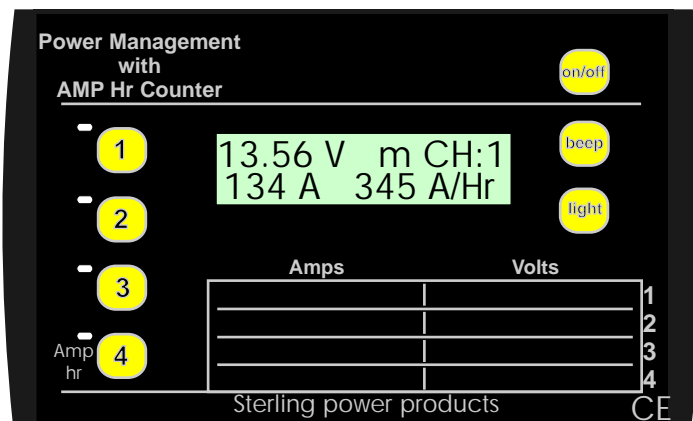 Power Management
with
AMP Hr Counter
on/off
1
13.56 V m CH:1
134 A 345 A/Hr
beep
2
light
3
Amps Volts
1
2
3
4
Amp
hr
4
Sterling power products
CE